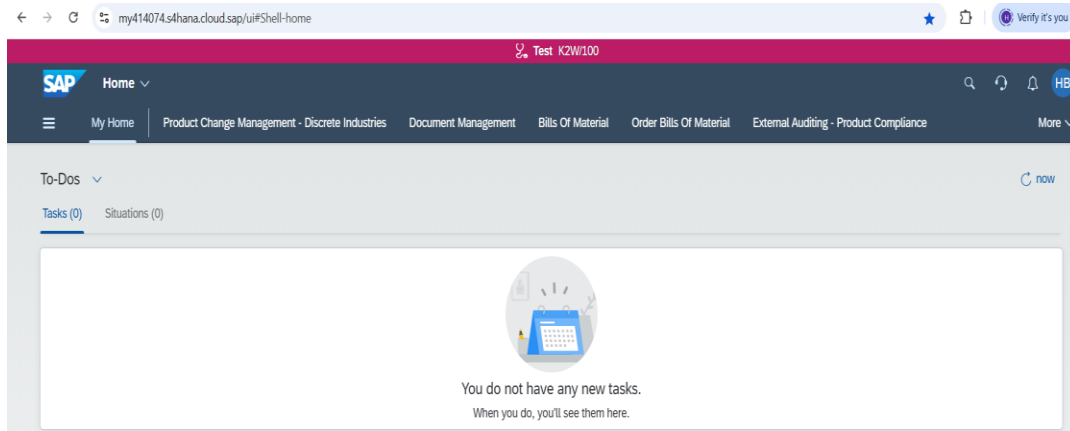 my414074.s4hana.cloud.sap/ui#Shell-home
H Verify it's you
Test K2W/100
SAP Home
HB
My Home Product Change Management - Discrete Industries Document Management Bills Of Material Order Bills Of Material External Auditing - Product Compliance More
To-Dos
now
Tasks (0) Situations (0)
You do not have any new tasks.
When you do, you'll see them here.